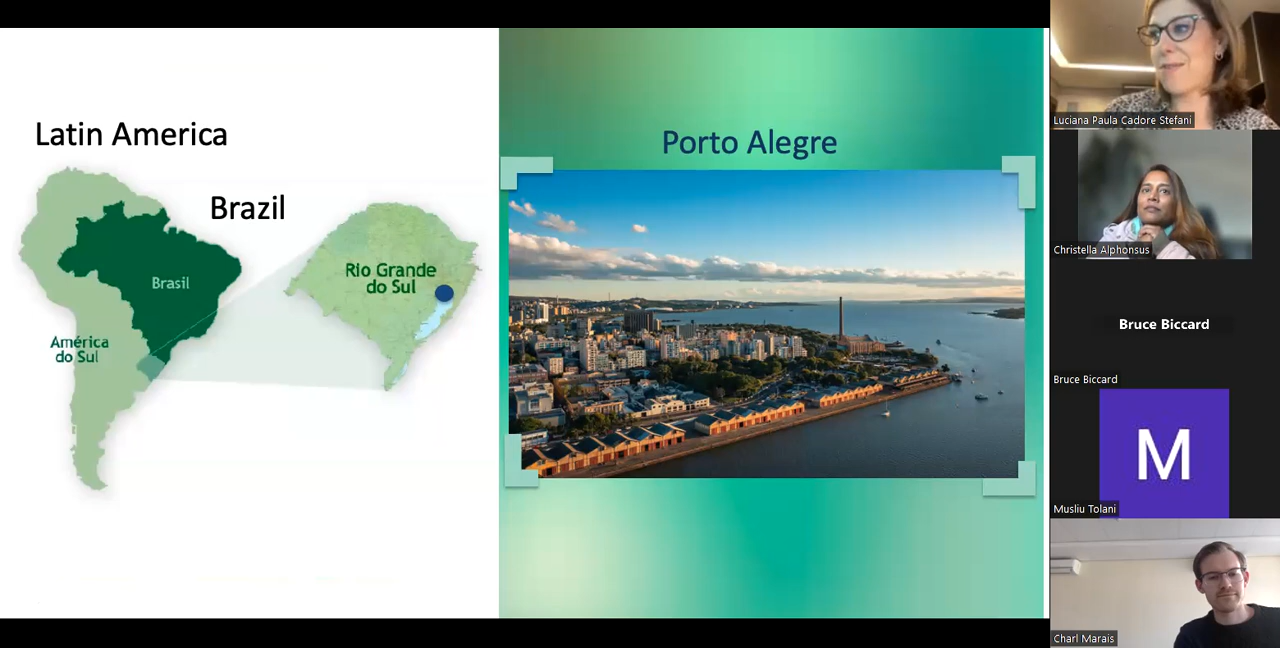 Latin America
Brazil
Brasil
América
do Sul
Rio Grande
do Sul
Porto Alegre
Luciana Paula Cadore Stefani
Christella Alphonsus
Bruce Biccard
Bruce Biccard
M
Musliu Tolani
Charl Marais